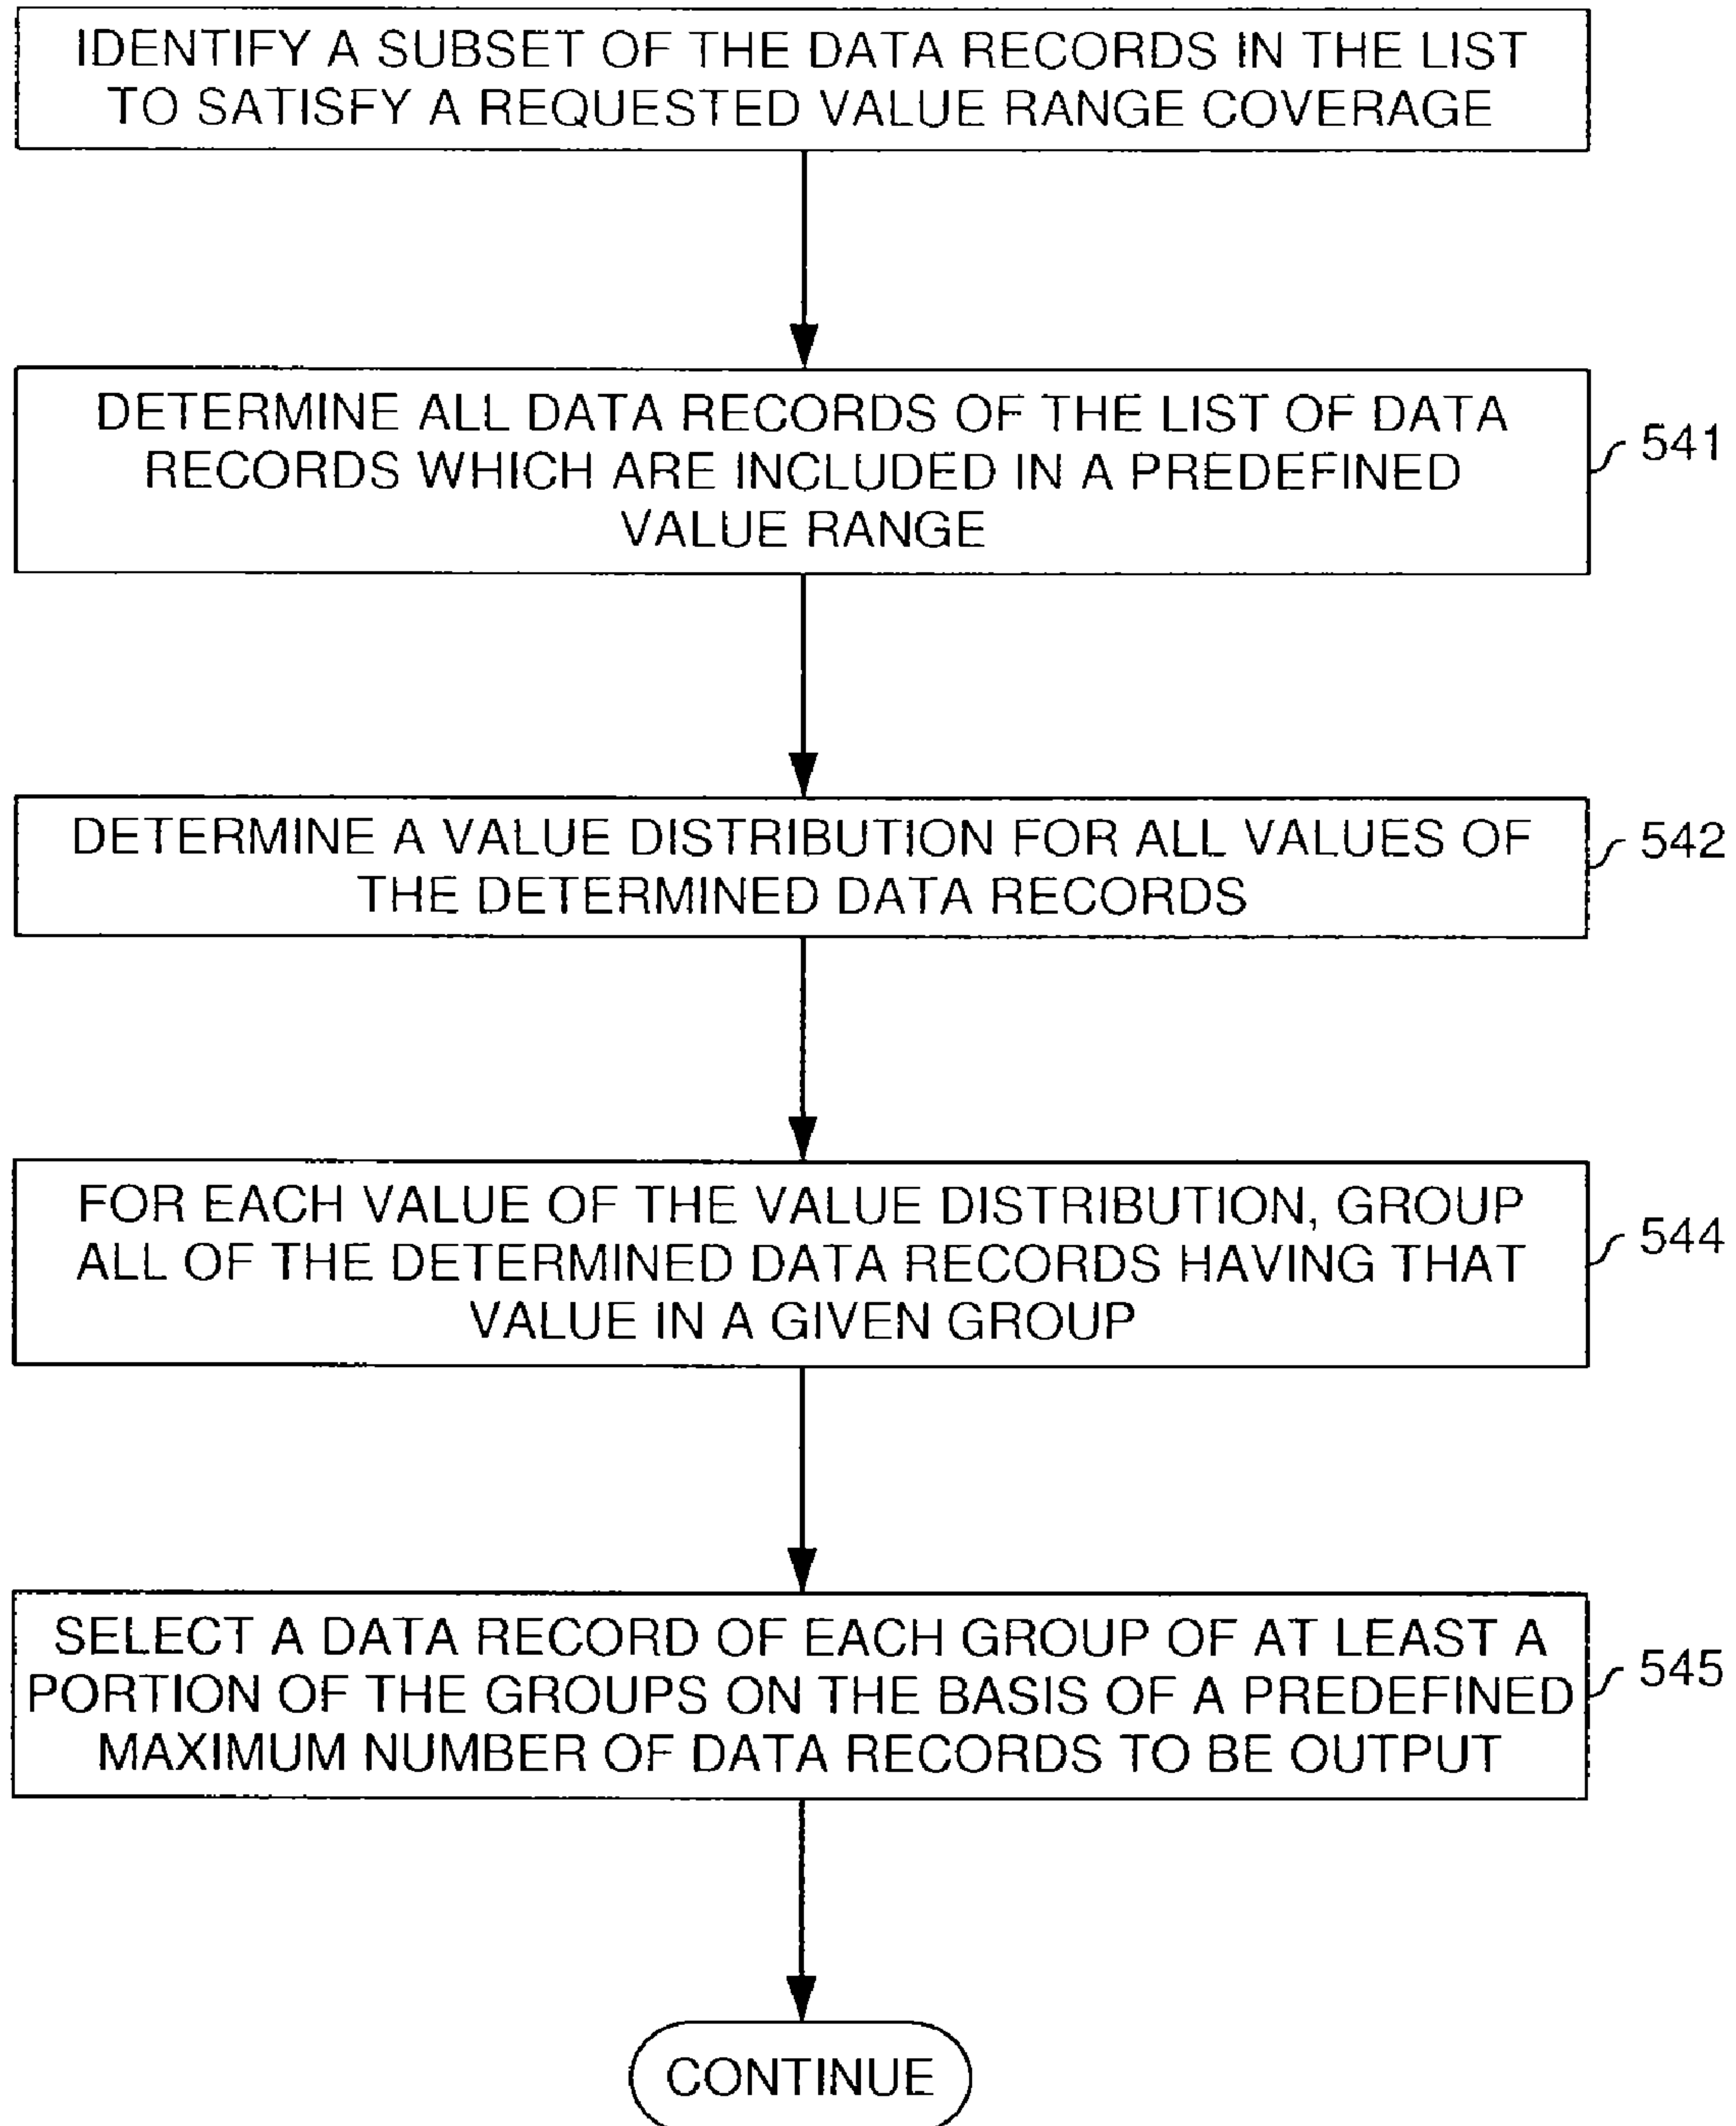 IDENTIFY A SUBSET OF THE DATA RECORDS IN THE LIST
TO SATISFY A REQUESTED VALUE RANGE COVERAGE
DETERMINE ALL DATA RECORDS OF THE LIST OF DATA
RECORDS WHICH ARE INCLUDED IN A PREDEFINED
VALUE RANGE
541
DETERMINE A VALUE DISTRIBUTION FOR ALL VALUES OF
THE DETERMINED DATA RECORDS
542
FOR EACH VALUE OF THE VALUE DISTRIBUTION, GROUP
ALL OF THE DETERMINED DATA RECORDS HAVING THAT
VALUE IN A GIVEN GROUP
544
SELECT A DATA RECORD OF EACH GROUP OF AT LEAST A
PORTION OF THE GROUPS ON THE BASIS OF A PREDEFINED
MAXIMUM NUMBER OF DATA RECORDS TO BE OUTPUT
545
CONTINUE